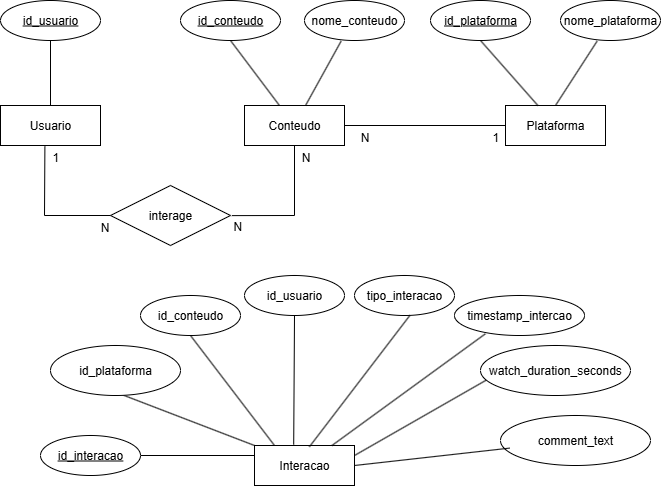 id_usuario
id_conteudo
nome_conteudo
id_plataforma
nome_plataforma
Usuario
Conteudo
Plataforma
N
1
1
N
interage
N
N
id_usuario
tipo_interacao
id_conteudo
timestamp_intercao
id_plataforma
watch_duration_seconds
comment_text
id_interacao
Interacao